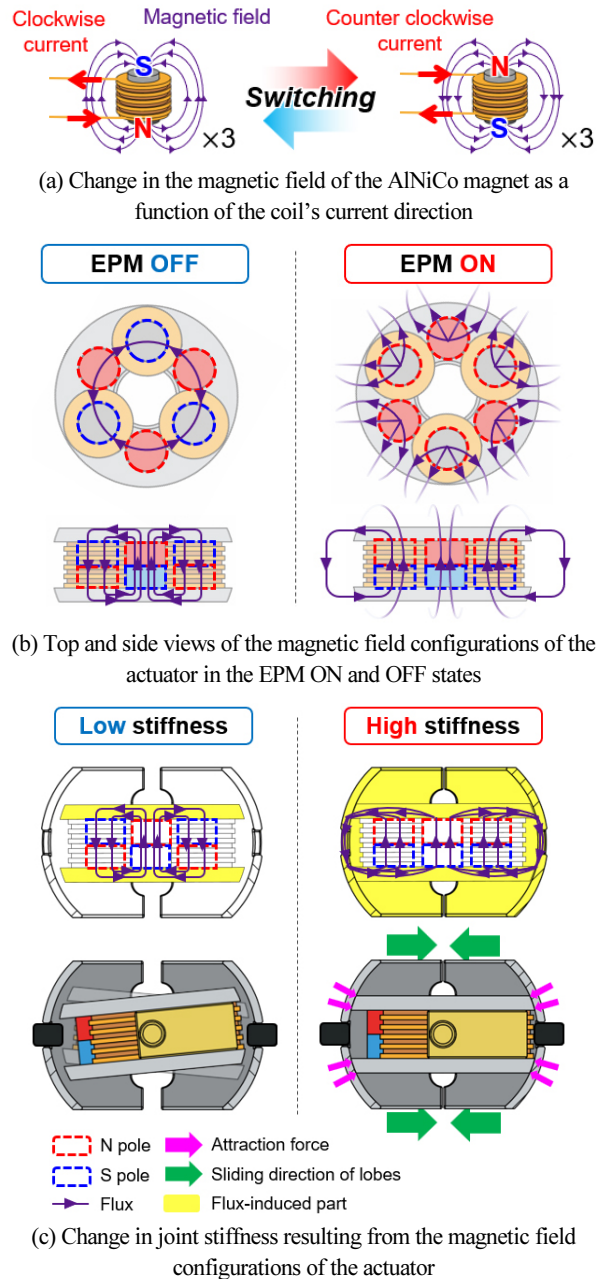 Clockwise
current
Magnetic field
Counter clockwise
current
S
N
×3
Switching
N
S
×3
(a) Change in the magnetic field of the AlNiCo magnet as a
function of the coil's current direction
EPM OFF
EPM ON
(b) Top and side views of the magnetic field configurations of the
actuator in the EPM ON and OFF states
Low stiffness
High stiffness
N pole
Attraction force
S pole
Sliding direction of lobes
Flux
Flux-induced part
(c) Change in joint stiffness resulting from the magnetic field
configurations of the actuator